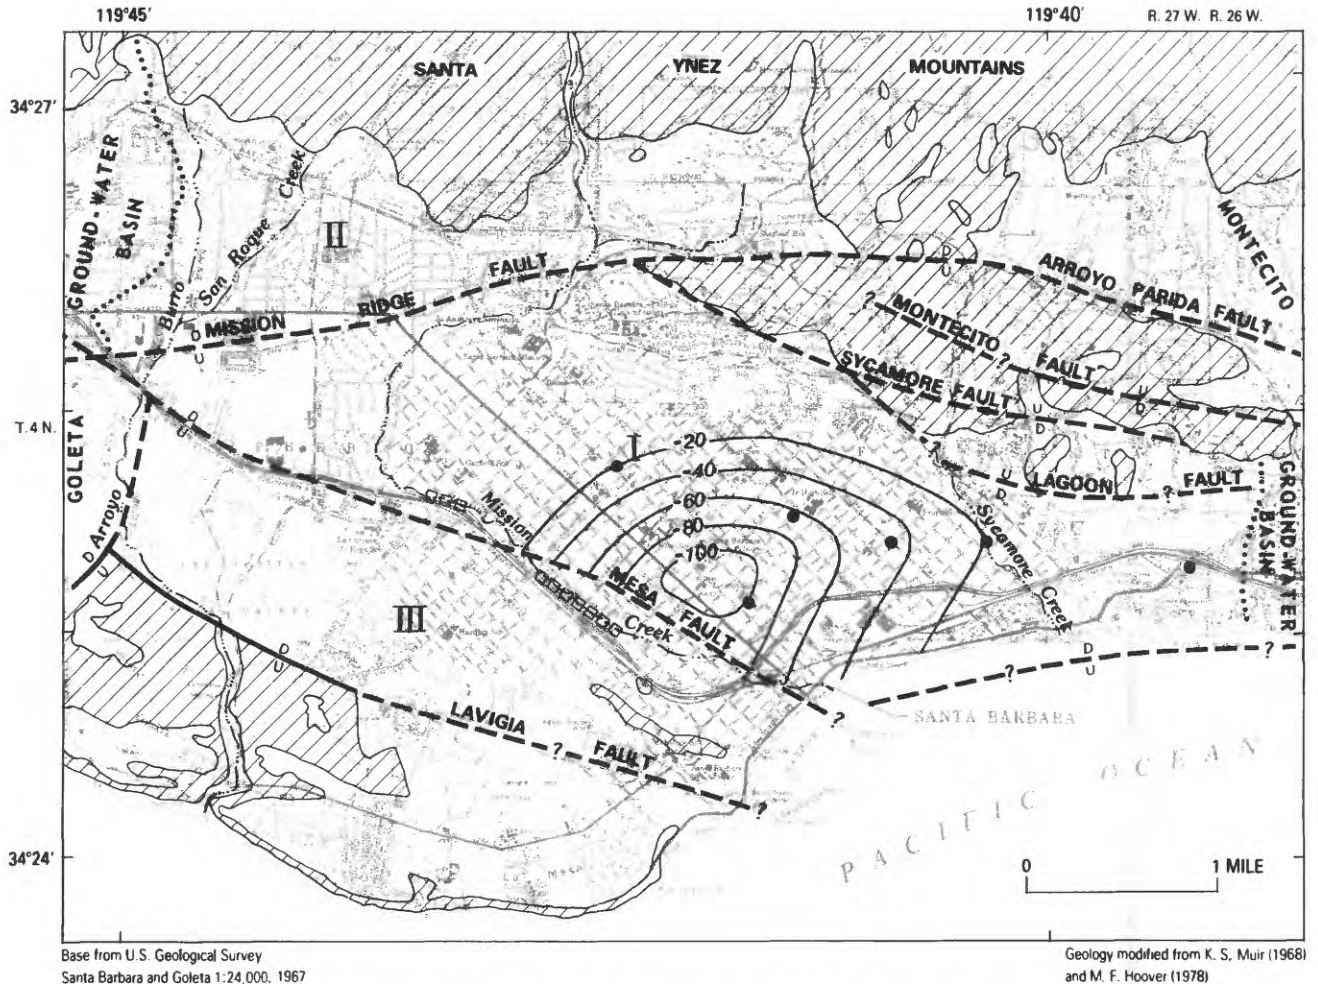 119°45′
119°40′
R. 27 W. R. 26 W.
SANTA YNEZ MOUNTAINS
34°27′
GROUND-WATER
BASIN
San Roque Creek
II
MONTECITO
MISSION RIDGE FAULT
D
U
ARROYO PARIDA FAULT
D
U
Burro
? MONTECITO ? FAULT
U
D
SYCAMORE FAULT
U
D
T. 4 N.
GOLETA
D
U
I
-20
-40
-60
-80
-100
?
U
D
LAGOON ? FAULT
GROUND-WATER
BASIN
Arroyo
D
U
Mission
Creek
Sycamore Creek
MESA FAULT
?
III
D
U
? ?
D
U
SANTA BARBARA
LAVIGIA ? FAULT
?
PACIFIC OCEAN
Mesa
34°24′
0 1 MILE
Base from U.S. Geological Survey
Santa Barbara and Goleta 1:24,000, 1967
Geology modified from K. S. Muir (1968)
and M. F. Hoover (1978)